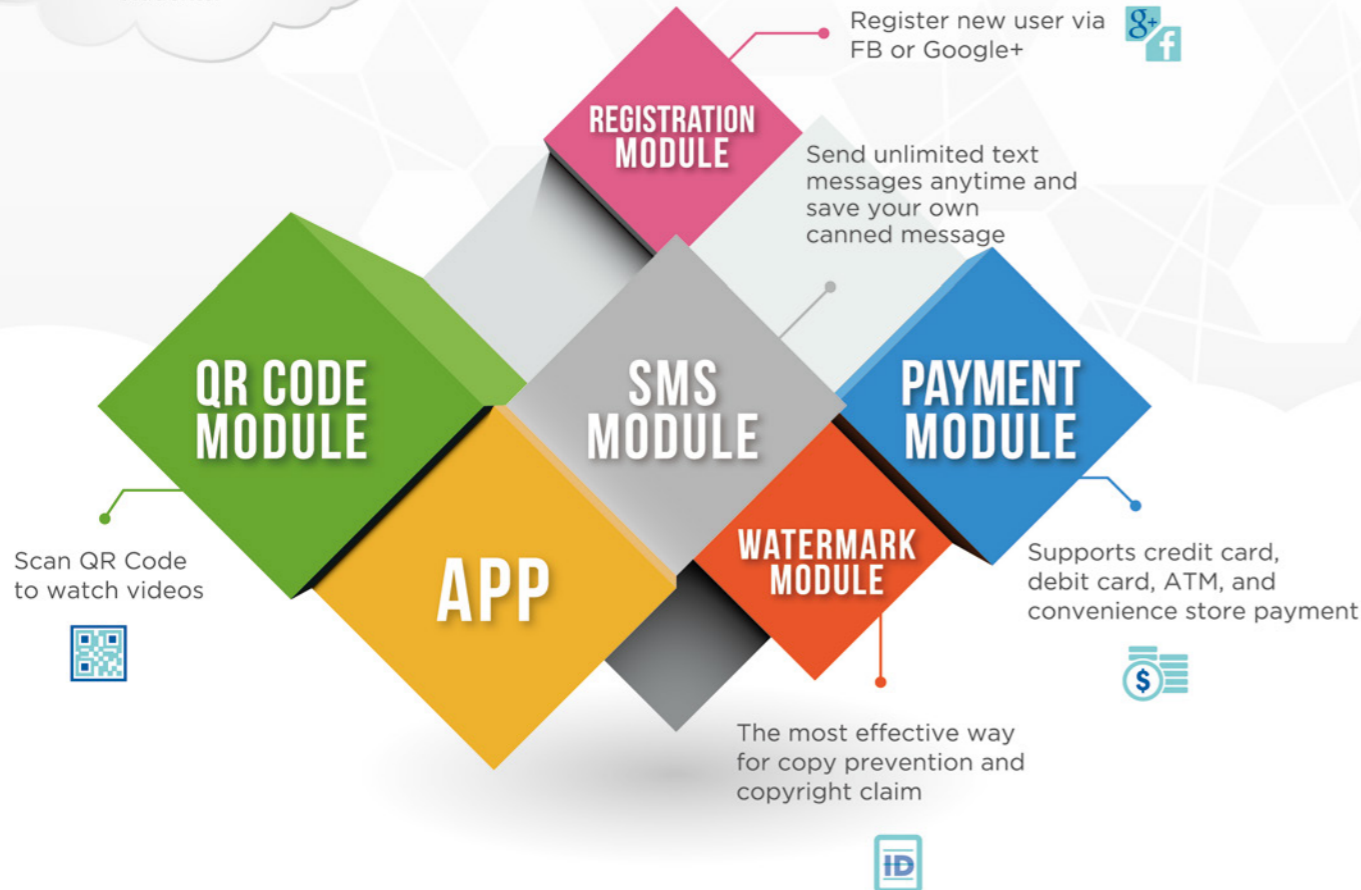 Register new user via
FB or Google+
g+
f
REGISTRATION
MODULE
Send unlimited text
messages anytime and
save your own
canned message
QR CODE
MODULE
SMS
MODULE
PAYMENT
MODULE
Scan QR Code
to watch videos
APP
WATERMARK
MODULE
Supports credit card,
debit card, ATM, and
convenience store payment
$
The most effective way
for copy prevention and
copyright claim
ID